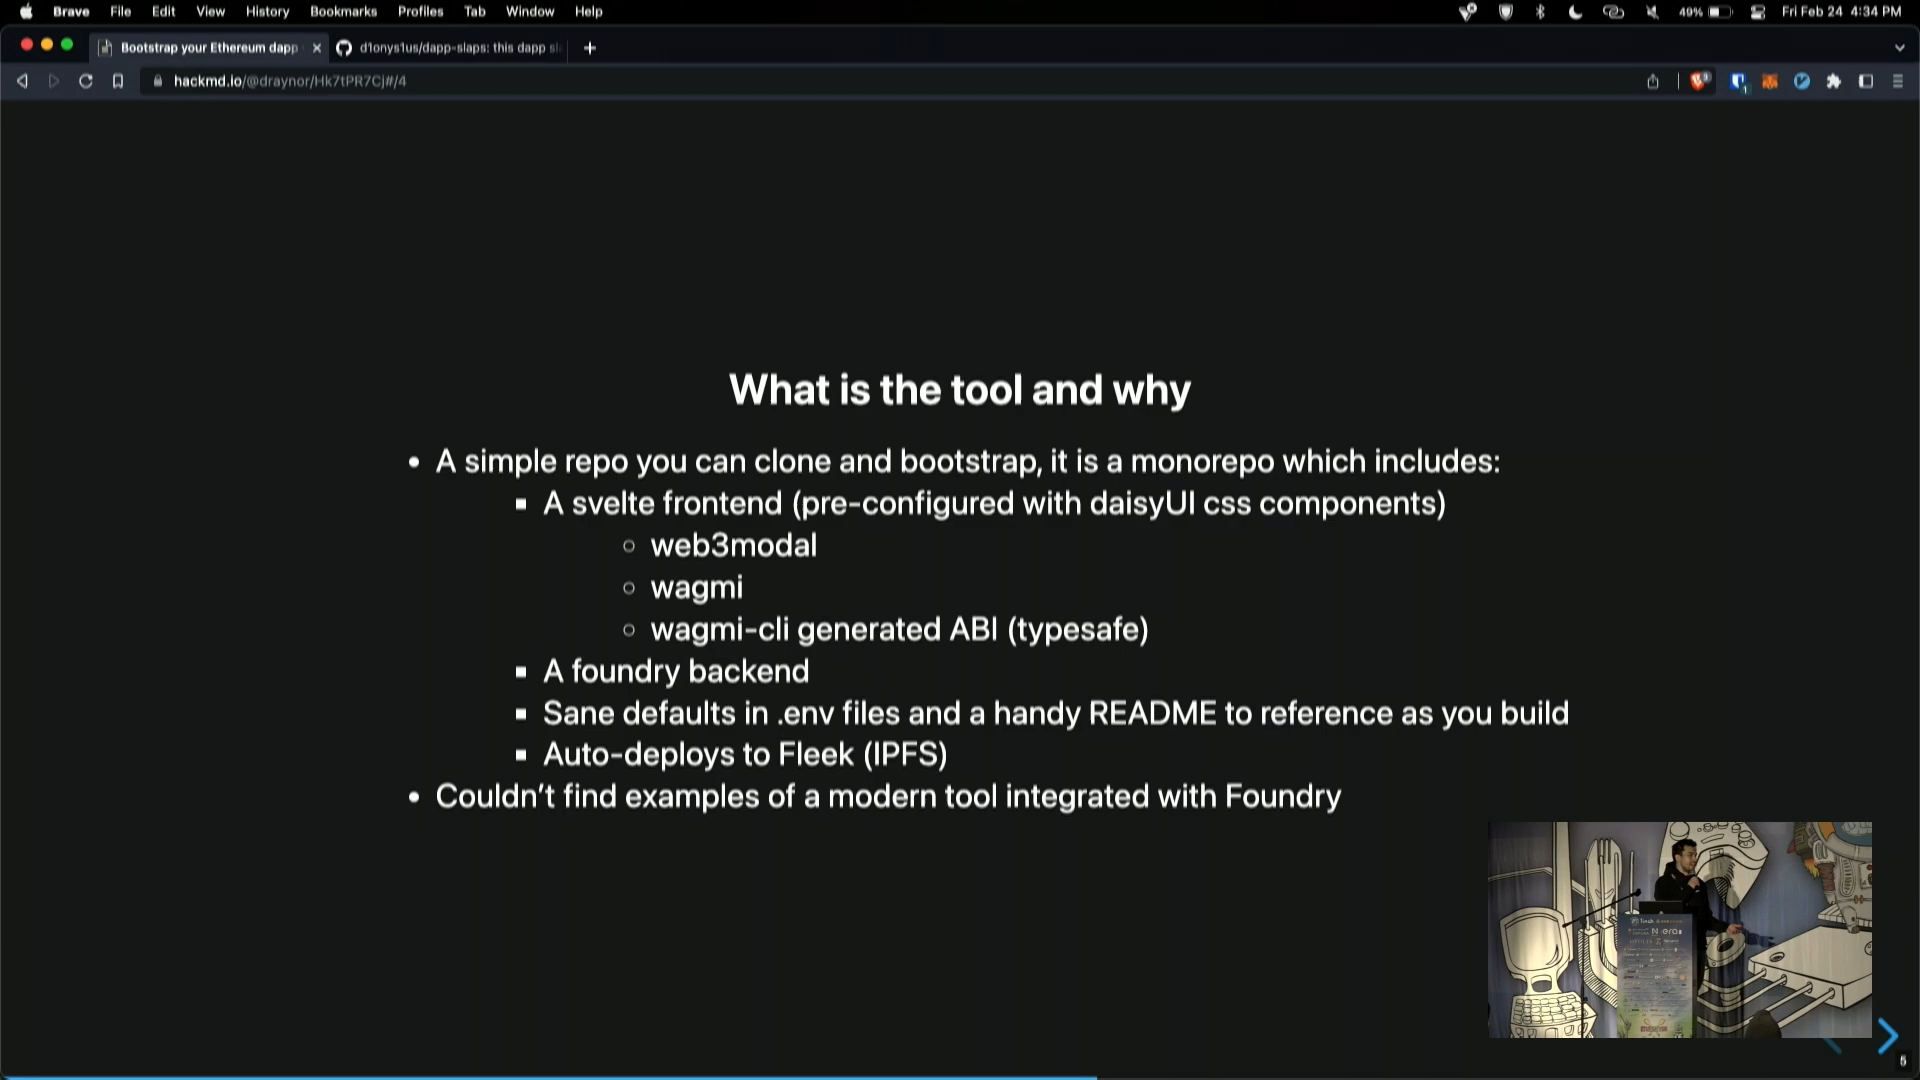 Brave File Edit View History Bookmarks Profiles Tab Window Help 49% Fri Feb 24 4:34 PM
Bootstrap your Ethereum dapp d1onys1us/dapp-slaps: this dapp sl
hackmd.io/@draynor/Hk7tPR7Cj#/4
What is the tool and why
• A simple repo you can clone and bootstrap, it is a monorepo which includes:
▪ A svelte frontend (pre-configured with daisyUI css components)
○ web3modal
○ wagmi
○ wagmi-cli generated ABI (typesafe)
▪ A foundry backend
▪ Sane defaults in .env files and a handy README to reference as you build
▪ Auto-deploys to Fleek (IPFS)
• Couldn’t find examples of a modern tool integrated with Foundry
5